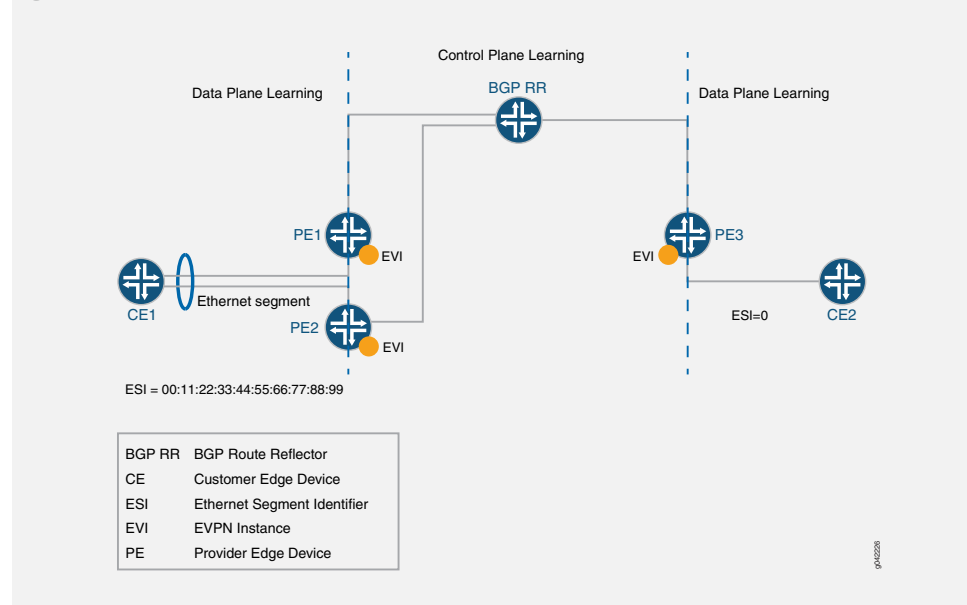 Control Plane Learning
Data Plane Learning
BGP RR
Data Plane Learning
PE1
EVI
PE3
EVI
CE1
Ethernet segment
PE2
EVI
ESI=0
CE2
ESI = 00:11:22:33:44:55:66:77:88:99
BGP RR BGP Route Reflector
CE Customer Edge Device
ESI Ethernet Segment Identifier
EVI EVPN Instance
PE Provider Edge Device
g042226